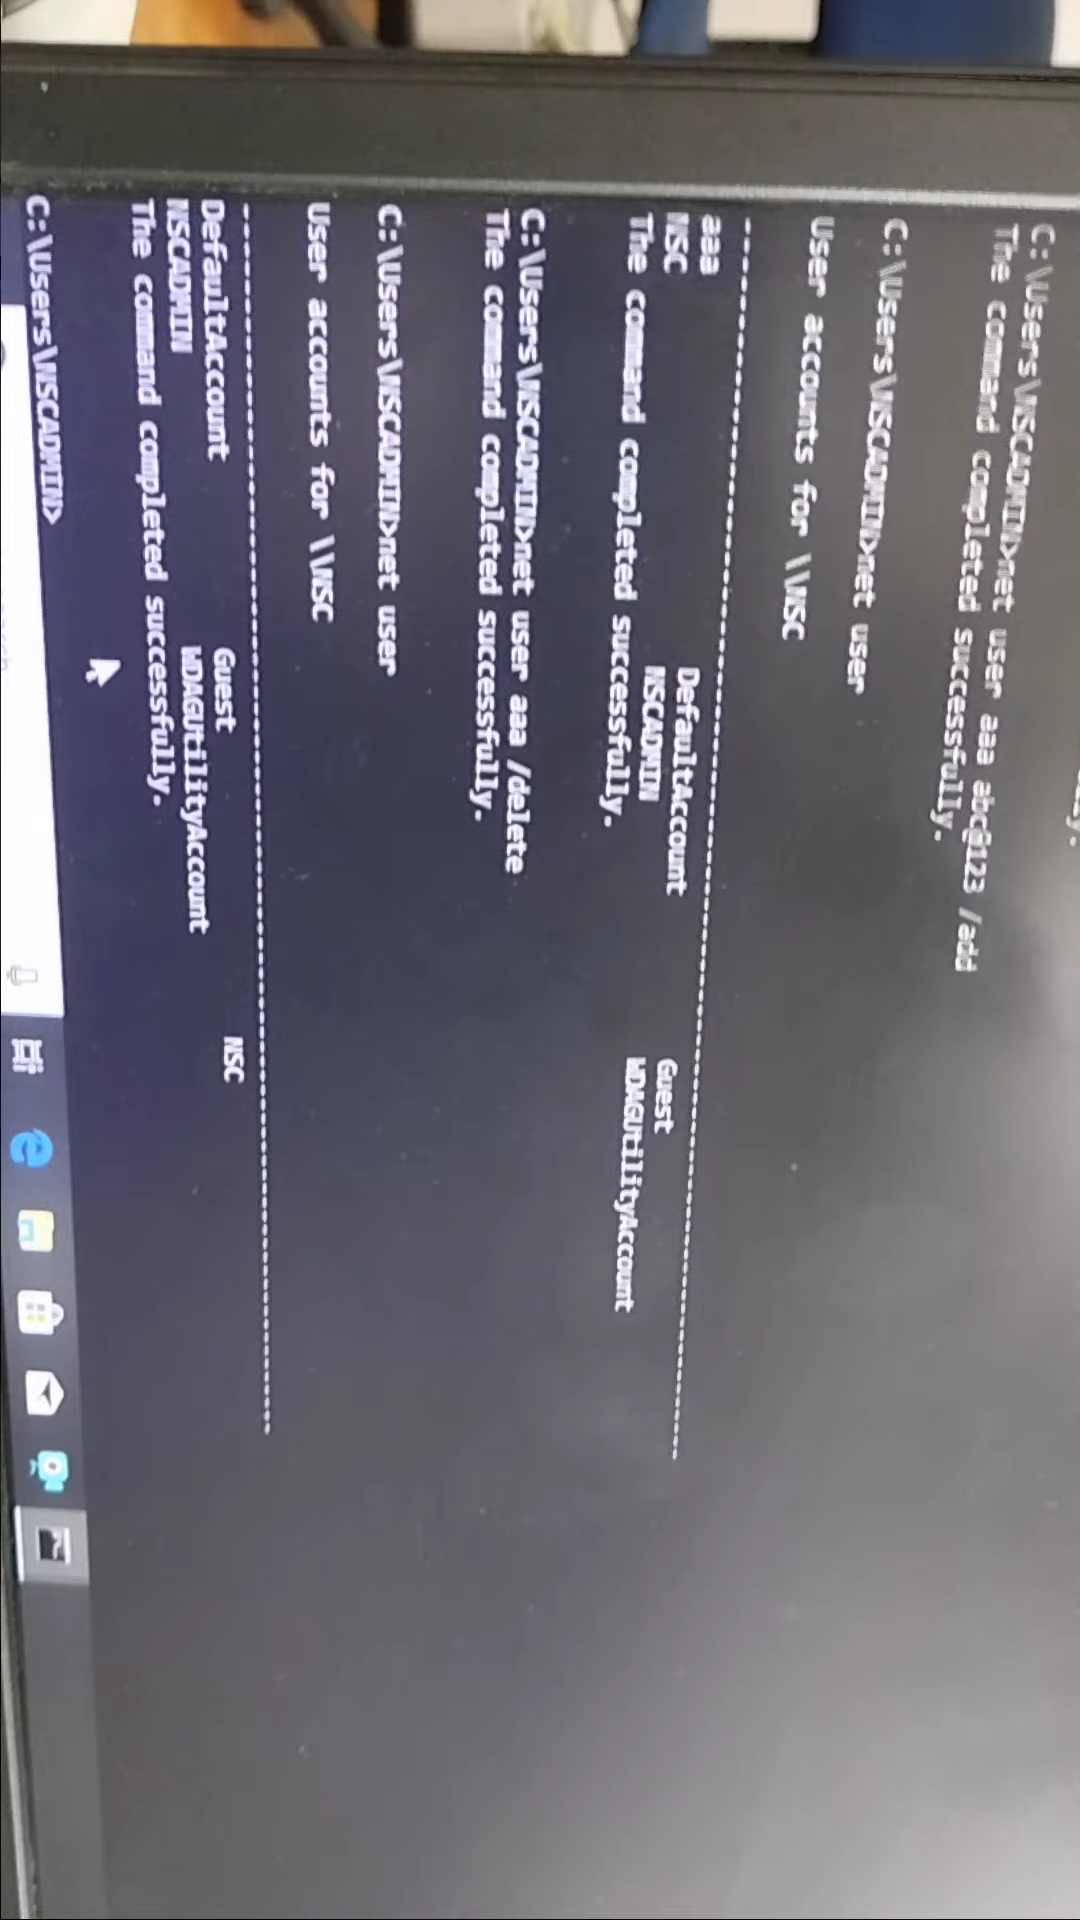 C:\Users\NSCADMIN>net user aaa abc@123 /add
The command completed successfully.
C:\Users\NSCADMIN>net user
User accounts for \\NSC
-------------------------------------------------------------------------------
aaa                      DefaultAccount           Guest
NSC                      NSCADMIN                 WDAGUtilityAccount
The command completed successfully.
C:\Users\NSCADMIN>net user aaa /delete
The command completed successfully.
C:\Users\NSCADMIN>net user
User accounts for \\NSC
-------------------------------------------------------------------------------
DefaultAccount           Guest                    NSC
NSCADMIN                 WDAGUtilityAccount
The command completed successfully.
C:\Users\NSCADMIN>